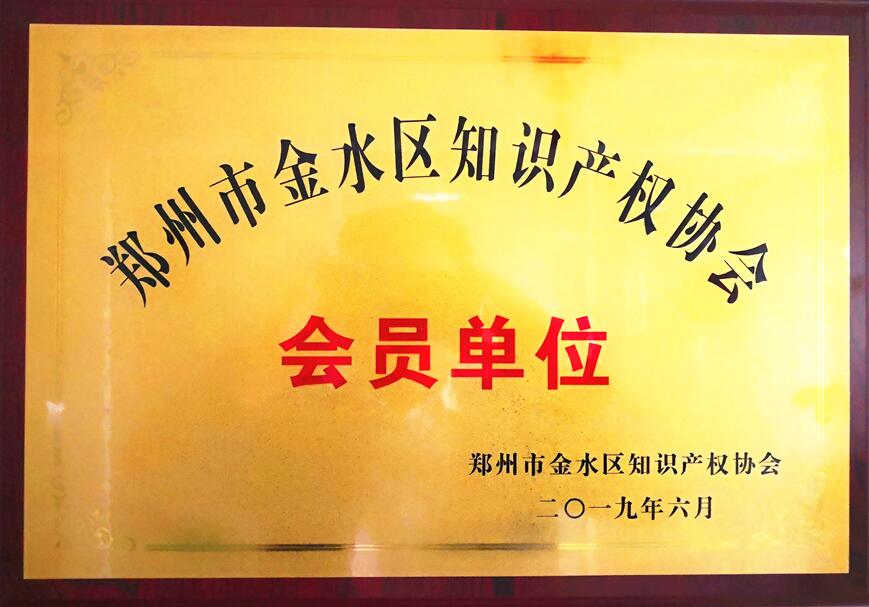 郑州市金水区知识产权协会
会员单位
郑州市金水区知识产权协会
二〇一九年六月